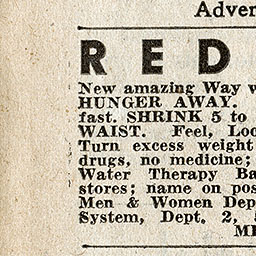 Adver
RED
New amazing Way w
HUNGER AWAY.
fast. SHRINK 5 to
WAIST. Feel, Loo
Turn excess weight
drugs, no medicine;
Water Therapy Ba
stores; name on pos
Men & Women Dep
System, Dept. 2,